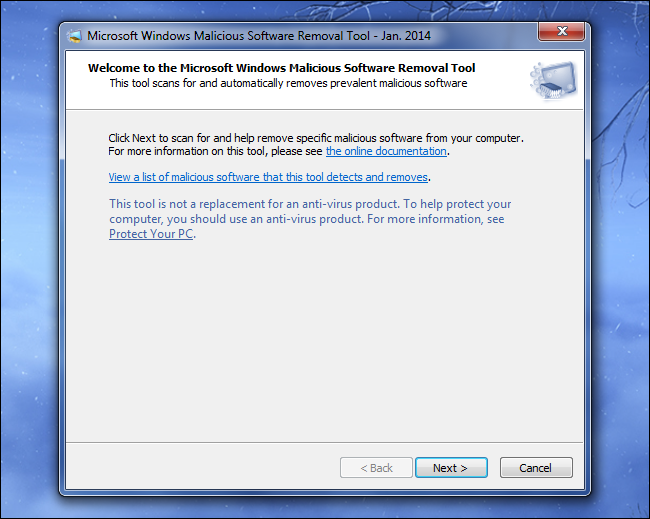 Microsoft Windows Malicious Software Removal Tool - Jan. 2014
Welcome to the Microsoft Windows Malicious Software Removal Tool
This tool scans for and automatically removes prevalent malicious software
Click Next to scan for and help remove specific malicious software from your computer.
For more information on this tool, please see the online documentation.
View a list of malicious software that this tool detects and removes.
This tool is not a replacement for an anti-virus product. To help protect your
computer, you should use an anti-virus product. For more information, see
Protect Your PC.
< Back Next > Cancel